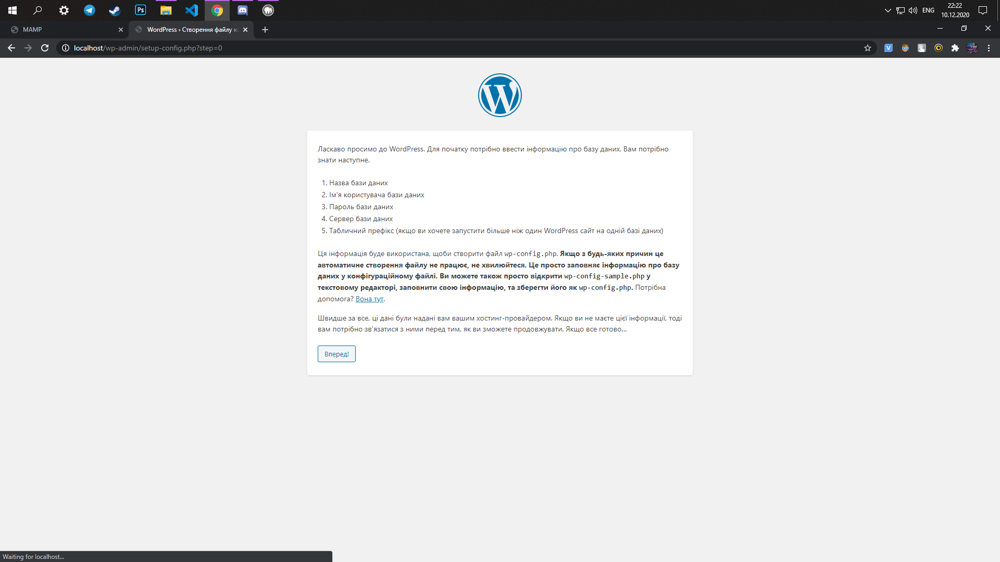 Ps
ENG
22:22
10.12.2020
MAMP
WordPress › Створення файлу к
localhost/wp-admin/setup-config.php?step=0
V
Ласкаво просимо до WordPress. Для початку потрібно ввести інформацію про базу даних. Вам потрібно
знати наступне.
1. Назва бази даних
2. Ім'я користувача бази даних
3. Пароль бази даних
4. Сервер бази даних
5. Табличний префікс (якщо ви хочете запустити більше ніж один WordPress сайт на одній базі даних)
Ця інформація буде використана, щоби створити файл wp-config.php. Якщо з будь-яких причин це
автоматичне створення файлу не працює, не хвилюйтеся. Це просто заповняє інформацію про базу
даних у конфігураційному файлі. Ви можете також просто відкрити wp-config-sample.php у
текстовому редакторі, заповнити свою інформацію, та зберегти його як wp-config.php. Потрібна
допомога? Вона тут.
Швидше за все, ці дані були надані вам вашим хостинг-провайдером. Якщо ви не маєте цієї інформації, тоді
вам потрібно зв'язатися з ними перед тим, як ви зможете продовжувати. Якщо все готово…
Вперед!
Waiting for localhost...